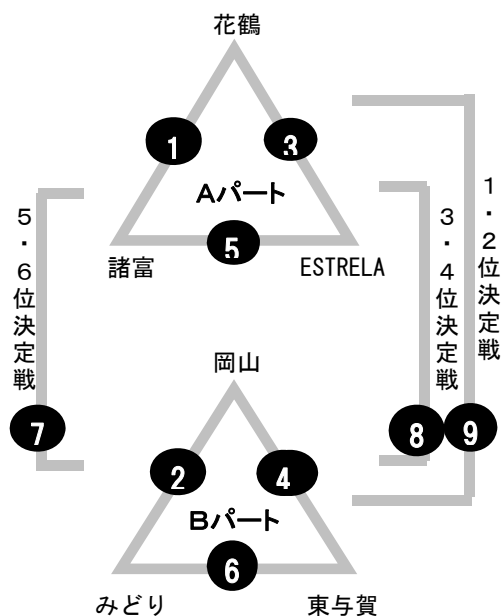 花鶴
1
3
Aパート
5
諸富
ESTRELA
5・6位決定戦
3・4位決定戦
1・2位決定戦
岡山
7
8
9
2
4
Bパート
6
みどり
東与賀